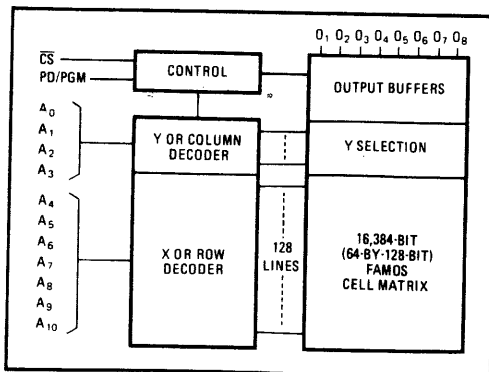 O1 O2 O3 O4 O5 O6 O7 O8
CS
PD/PGM
CONTROL
OUTPUT BUFFERS
A0
A1
A2
A3
Y OR COLUMN
DECODER
Y SELECTION
A4
A5
A6
A7
A8
A9
A10
X OR ROW
DECODER
128
LINES
16,384-BIT
(64-BY-128-BIT)
FAMOS
CELL MATRIX